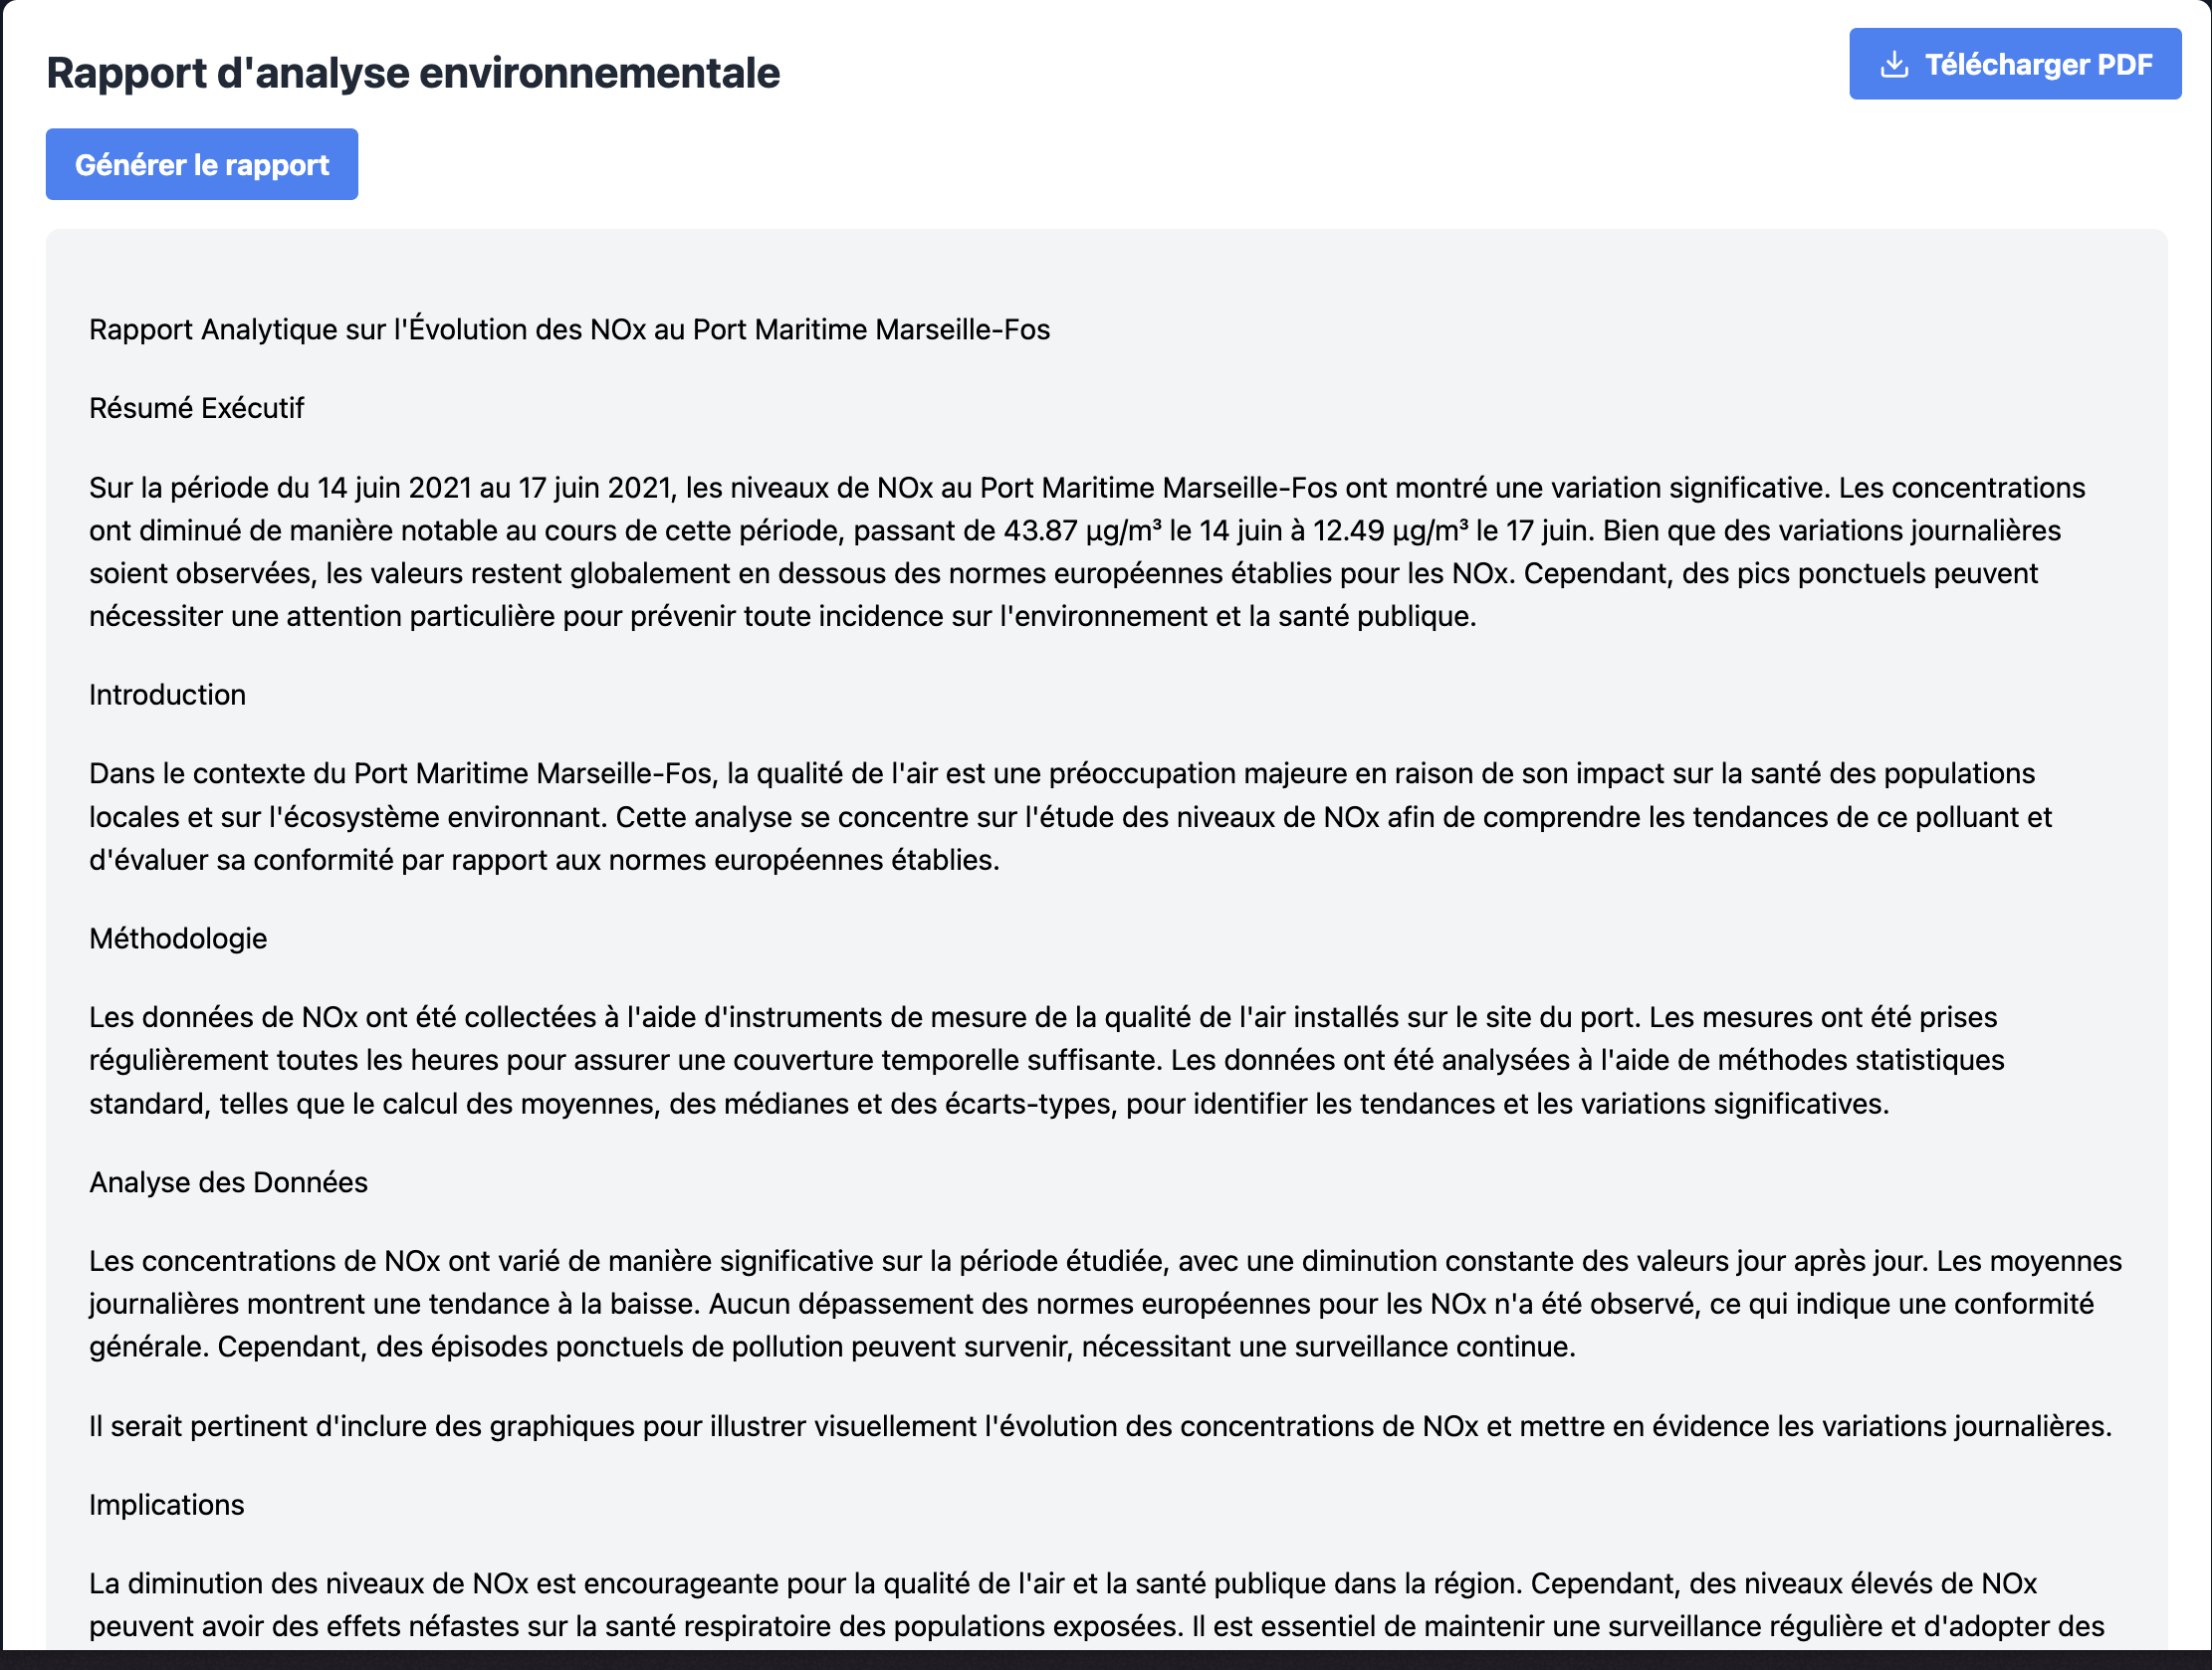 Rapport d'analyse environnementale
Télécharger PDF
Générer le rapport
Rapport Analytique sur l'Évolution des NOx au Port Maritime Marseille-Fos
Résumé Exécutif
Sur la période du 14 juin 2021 au 17 juin 2021, les niveaux de NOx au Port Maritime Marseille-Fos ont montré une variation significative. Les concentrations
ont diminué de manière notable au cours de cette période, passant de 43.87 µg/m³ le 14 juin à 12.49 µg/m³ le 17 juin. Bien que des variations journalières
soient observées, les valeurs restent globalement en dessous des normes européennes établies pour les NOx. Cependant, des pics ponctuels peuvent
nécessiter une attention particulière pour prévenir toute incidence sur l'environnement et la santé publique.
Introduction
Dans le contexte du Port Maritime Marseille-Fos, la qualité de l'air est une préoccupation majeure en raison de son impact sur la santé des populations
locales et sur l'écosystème environnant. Cette analyse se concentre sur l'étude des niveaux de NOx afin de comprendre les tendances de ce polluant et
d'évaluer sa conformité par rapport aux normes européennes établies.
Méthodologie
Les données de NOx ont été collectées à l'aide d'instruments de mesure de la qualité de l'air installés sur le site du port. Les mesures ont été prises
régulièrement toutes les heures pour assurer une couverture temporelle suffisante. Les données ont été analysées à l'aide de méthodes statistiques
standard, telles que le calcul des moyennes, des médianes et des écarts-types, pour identifier les tendances et les variations significatives.
Analyse des Données
Les concentrations de NOx ont varié de manière significative sur la période étudiée, avec une diminution constante des valeurs jour après jour. Les moyennes
journalières montrent une tendance à la baisse. Aucun dépassement des normes européennes pour les NOx n'a été observé, ce qui indique une conformité
générale. Cependant, des épisodes ponctuels de pollution peuvent survenir, nécessitant une surveillance continue.
Il serait pertinent d'inclure des graphiques pour illustrer visuellement l'évolution des concentrations de NOx et mettre en évidence les variations journalières.
Implications
La diminution des niveaux de NOx est encourageante pour la qualité de l'air et la santé publique dans la région. Cependant, des niveaux élevés de NOx
peuvent avoir des effets néfastes sur la santé respiratoire des populations exposées. Il est essentiel de maintenir une surveillance régulière et d'adopter des